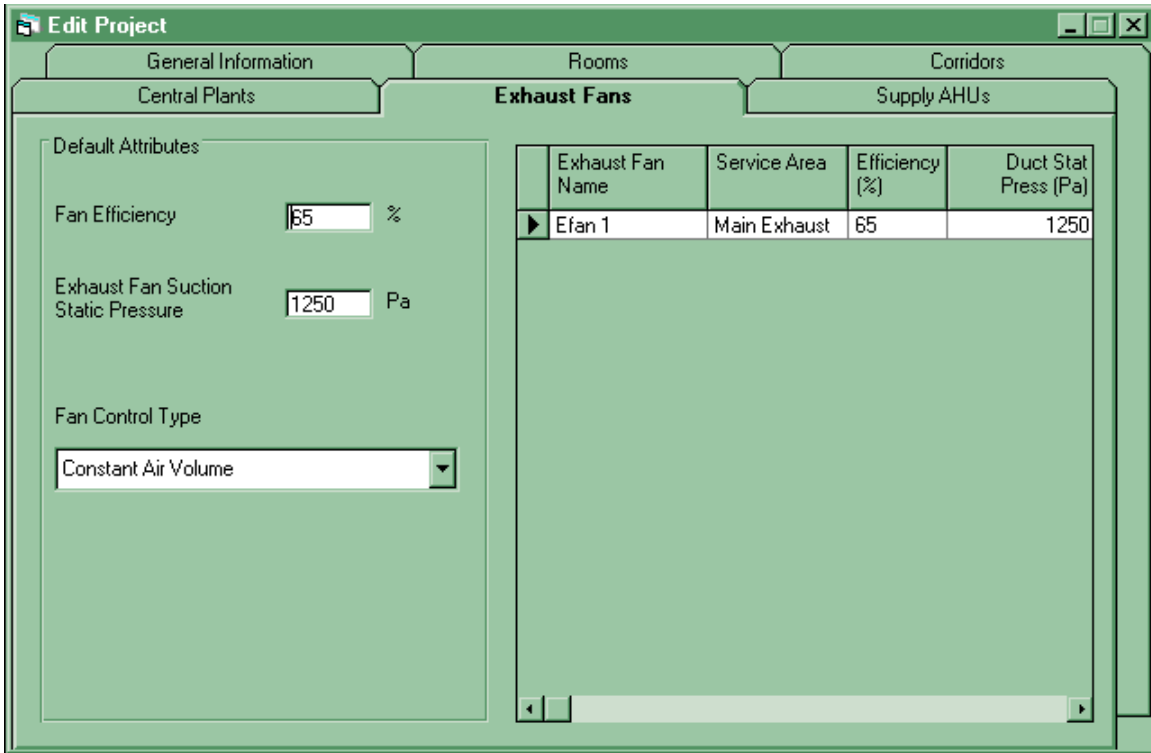 Edit Project
General Information
Rooms
Corridors
Central Plants
Exhaust Fans
Supply AHUs
Default Attributes
Fan Efficiency
65
%
Exhaust Fan Suction
Static Pressure
1250
Pa
Fan Control Type
Constant Air Volume
Exhaust Fan
Name
Service Area
Efficiency
(%)
Duct Stat
Press (Pa)
Efan 1
Main Exhaust
65
1250